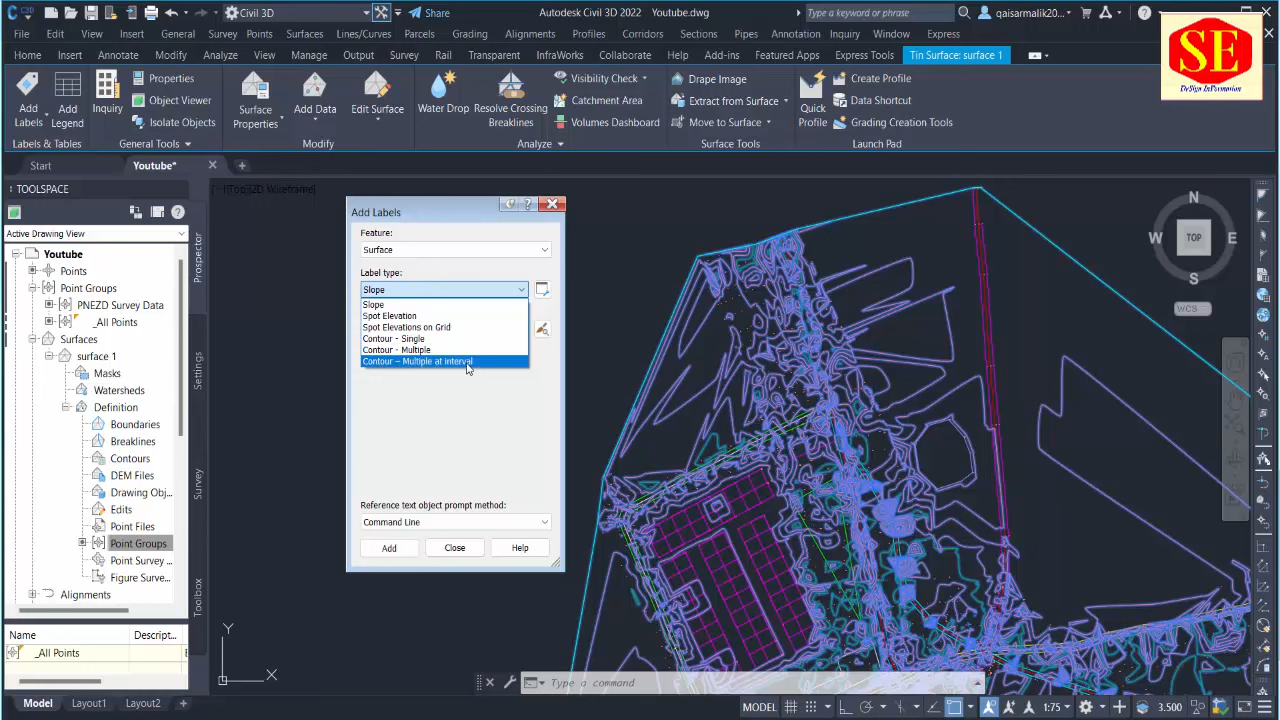 Civil 3D
Share
Autodesk Civil 3D 2022 Youtube.dwg
Type a keyword or phrase
qaisarmalik20...
File Edit View Insert General Survey Points Surfaces Lines/Curves Parcels Grading Alignments Profiles Corridors Sections Pipes Annotation Inquiry Window Express
Home Insert Annotate Modify Analyze View Manage Output Survey Rail Transparent InfraWorks Collaborate Help Add-ins Featured Apps Express Tools Tin Surface: surface 1
SE
DeSign InFormation
Add Labels
Add Legend
Inquiry
Properties
Object Viewer
Isolate Objects
Surface Properties
Add Data
Edit Surface
Water Drop
Resolve Crossing Breaklines
Visibility Check
Catchment Area
Volumes Dashboard
Drape Image
Extract from Surface
Move to Surface
Quick Profile
Create Profile
Data Shortcut
Grading Creation Tools
Labels & Tables General Tools Modify Analyze Surface Tools Launch Pad
Start Youtube*
TOOLSPACE
Active Drawing View
Youtube
Points
Point Groups
PNEZD Survey Data
_All Points
Surfaces
surface 1
Masks
Watersheds
Definition
Boundaries
Breaklines
Contours
DEM Files
Drawing Obj...
Edits
Point Files
Point Groups
Point Survey ...
Figure Surve...
Alignments
Name Descript...
_All Points
Prospector
Settings
Survey
Toolbox
[-][Top][2D Wireframe]
Add Labels
Feature:
Surface
Label type:
Slope
Slope
Spot Elevation
Spot Elevations on Grid
Contour - Single
Contour - Multiple
Contour – Multiple at interval
Reference text object prompt method:
Command Line
Add Close Help
N
W TOP E
S
WCS
Y
X
Type a command
Model Layout1 Layout2
MODEL
1:75
3.500